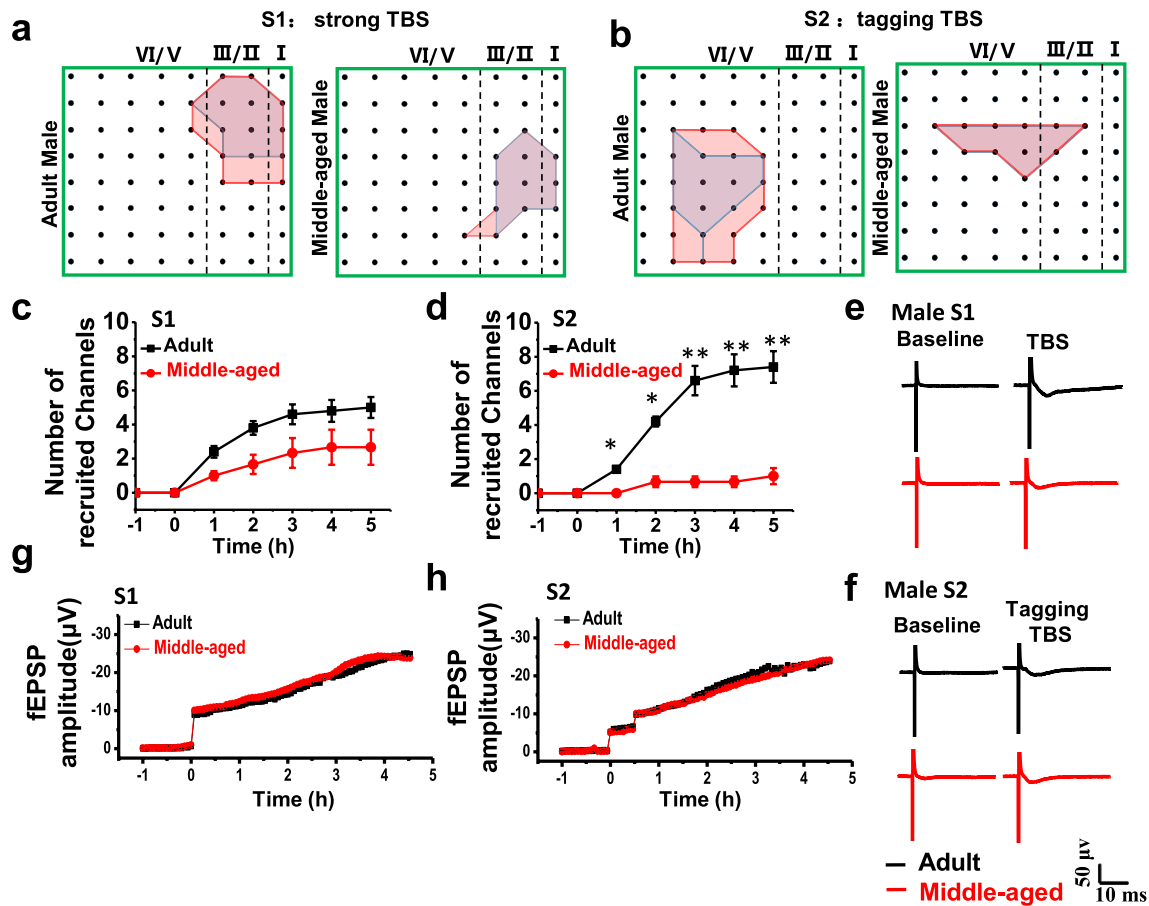 a
S1： strong TBS
VI/ V
Ⅲ/Ⅱ
Ⅰ
VI/ V
Ⅲ/Ⅱ
Ⅰ
Adult Male
Middle-aged Male
b
S2：tagging TBS
VI/ V
Ⅲ/Ⅱ
Ⅰ
VI/ V
Ⅲ/Ⅱ
Ⅰ
Adult Male
Middle-aged Male
c
S1
Adult
Middle-aged
Number of
recruited Channels
10
8
6
4
2
0
-1 0 1 2 3 4 5
Time (h)
d
S2
Adult
Middle-aged
* * ** ** **
Number of
recruited Channels
10
8
6
4
2
0
-1 0 1 2 3 4 5
Time (h)
e
Male S1
Baseline
TBS
g
S1
Adult
Middle-aged
fEPSP
amplitude(μV)
-30
-20
-10
0
-1 0 1 2 3 4 5
Time (h)
h
S2
Adult
Middle-aged
fEPSP
amplitude(μV)
-30
-20
-10
0
-1 0 1 2 3 4 5
Time (h)
f
Male S2
Baseline
Tagging
TBS
Adult
Middle-aged
50 μv
10 ms